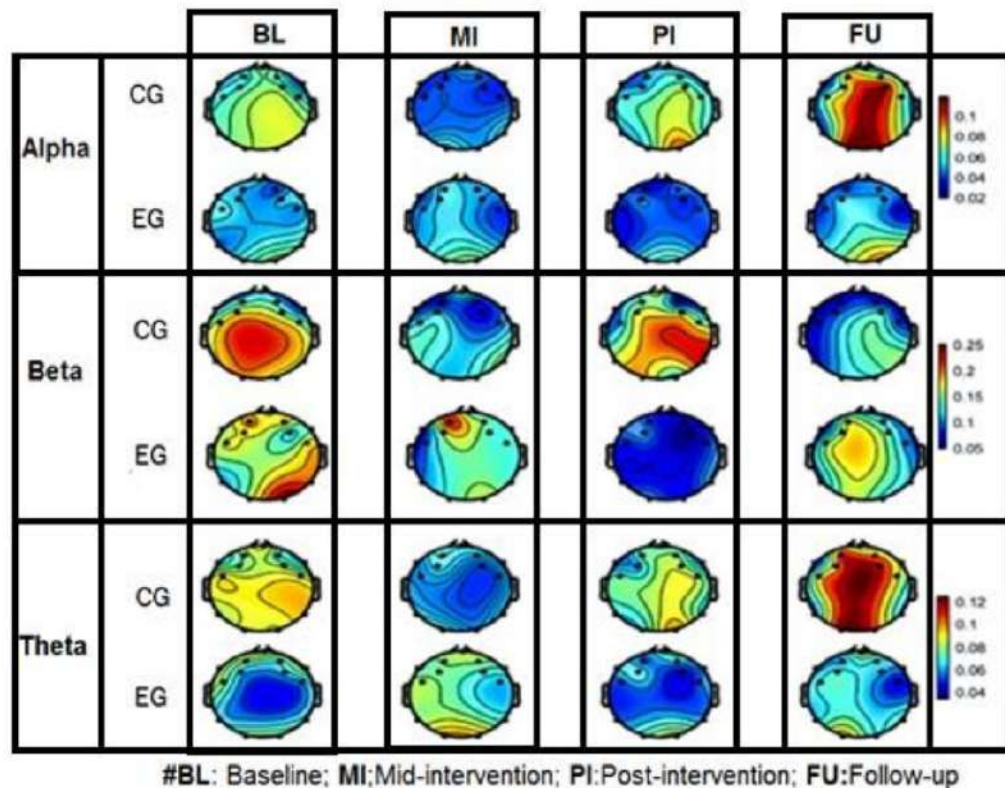 BL MI PI FU
Alpha
CG
EG
0.1
0.08
0.06
0.04
0.02
Beta
CG
EG
0.25
0.2
0.15
0.1
0.05
Theta
CG
EG
0.12
0.1
0.08
0.06
0.04
#BL: Baseline; MI;Mid-intervention; PI:Post-intervention; FU:Follow-up